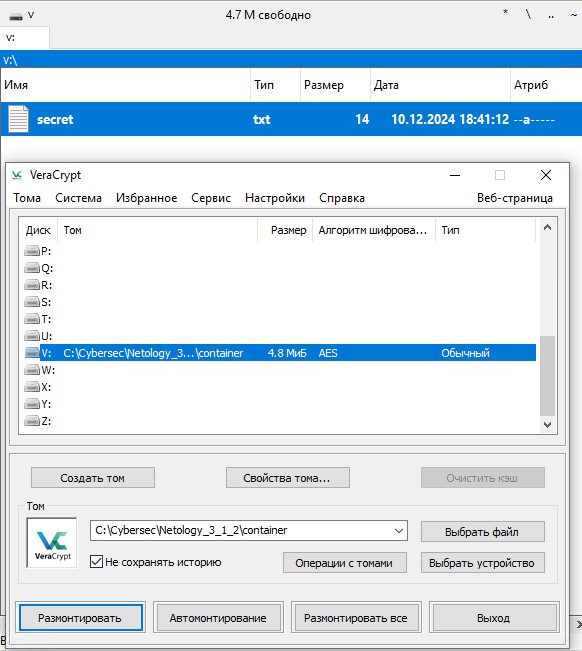 v 4.7 М свободно * \ .. ~
v:
v:\
Имя Тип Размер Дата Атриб
secret txt 14 10.12.2024 18:41:12 --a-----
VeraCrypt
Тома Система Избранное Сервис Настройки Справка Веб-страница
Диск Том Размер Алгоритм шифрова... Тип
P:
Q:
R:
S:
T:
U:
V: C:\Cybersec\Netology_3...\container 4.8 МиБ AES Обычный
W:
X:
Y:
Z:
Создать том Свойства тома... Очистить кэш
Том
C:\Cybersec\Netology_3_1_2\container Выбрать файл
VeraCrypt
Не сохранять историю Операции с томами Выбрать устройство
Размонтировать Автомонтирование Размонтировать все Выход